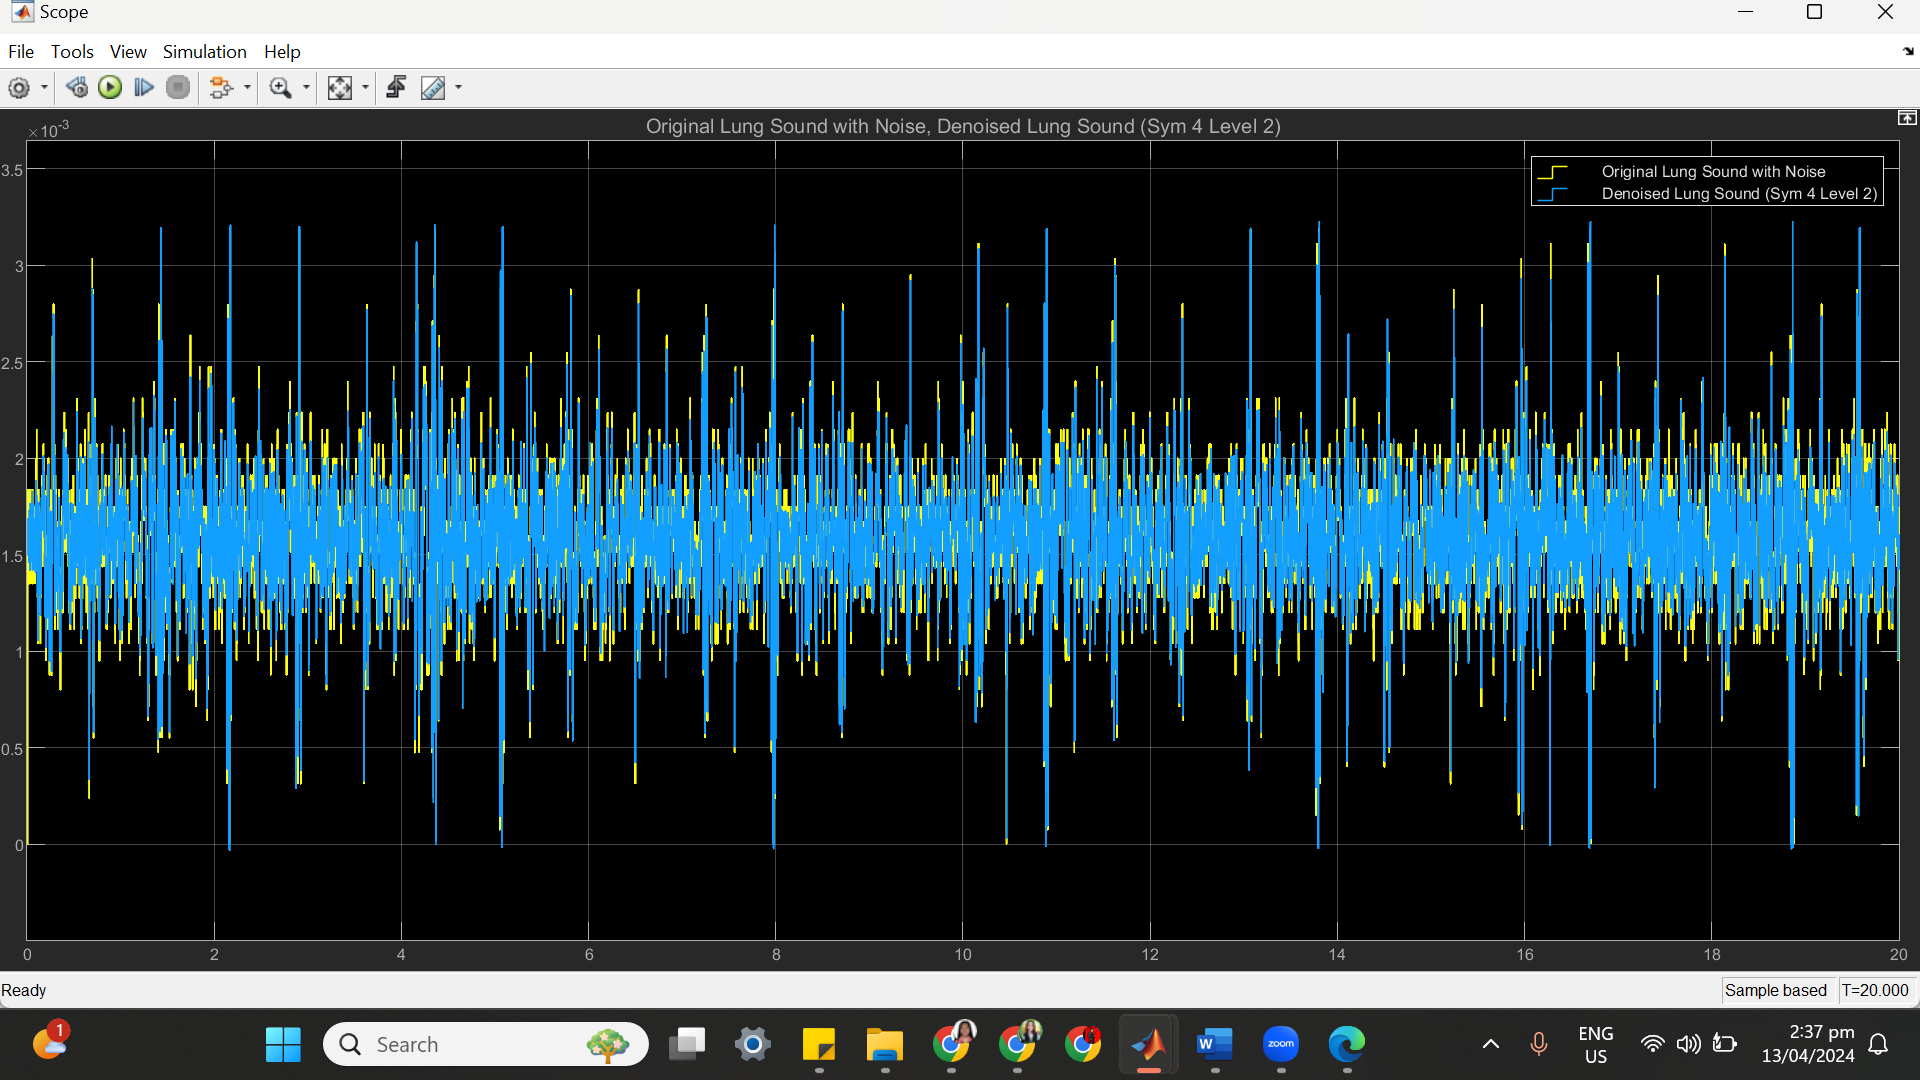 Scope
File Tools View Simulation Help
×10-3
Original Lung Sound with Noise, Denoised Lung Sound (Sym 4 Level 2)
Original Lung Sound with Noise
Denoised Lung Sound (Sym 4 Level 2)
3.5
3
2.5
2
1.5
1
0.5
0
0 2 4 6 8 10 12 14 16 18 20
Ready Sample based T=20.000
1
Search
W
zoom
ENG
US
2:37 pm
13/04/2024